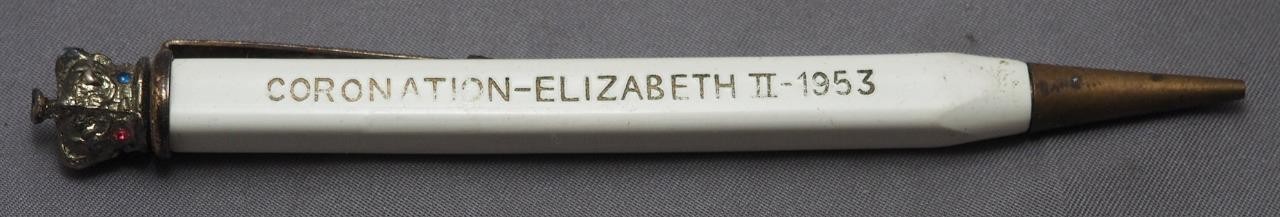 CORONATION-ELIZABETH II-1953